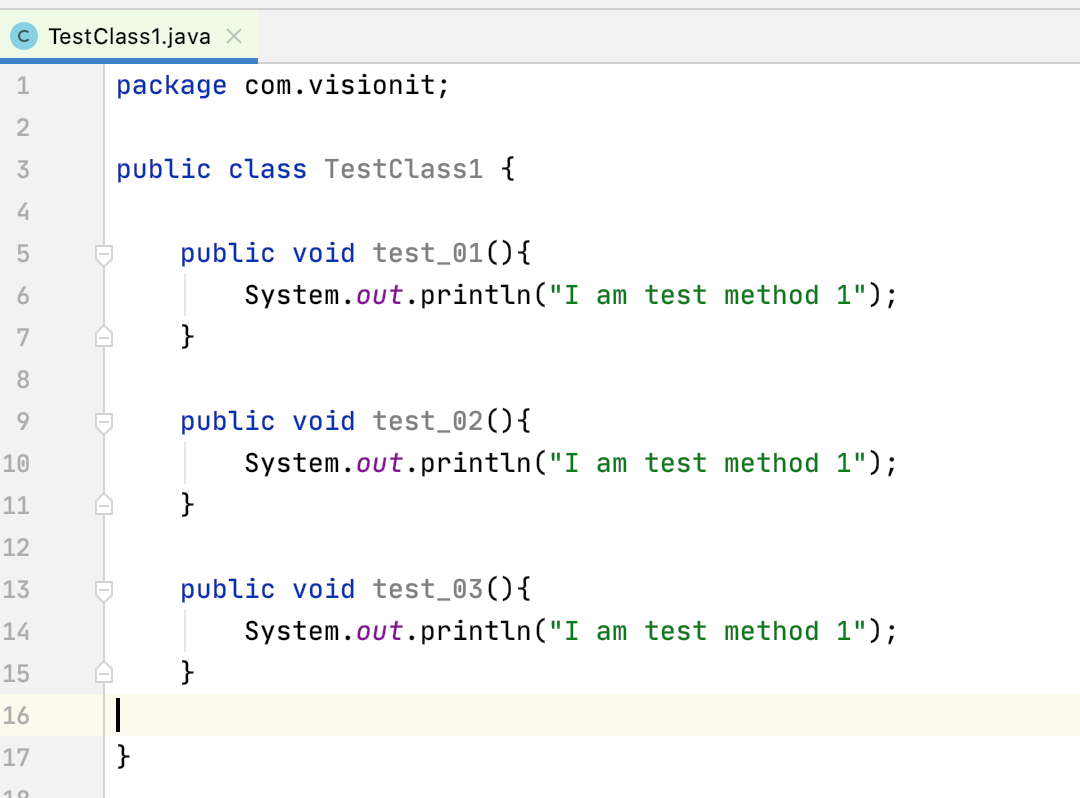 C TestClass1.java
1 package com.visionit;
2
3 public class TestClass1 {
4
5 public void test_01(){
6 System.out.println("I am test method 1");
7 }
8
9 public void test_02(){
10 System.out.println("I am test method 1");
11 }
12
13 public void test_03(){
14 System.out.println("I am test method 1");
15 }
16
17 }
18